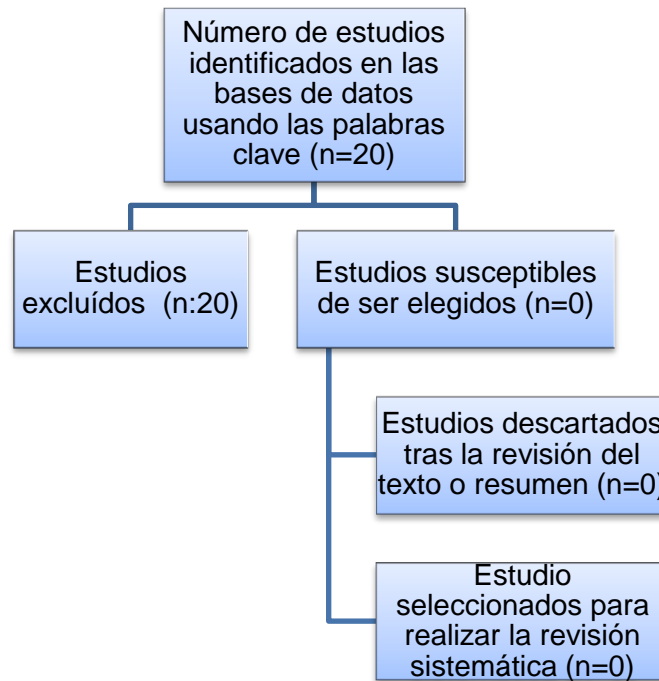 Número de estudios
identificados en las
bases de datos
usando las palabras
clave (n=20)
Estudios
excluídos (n:20)
Estudios susceptibles
de ser elegidos (n=0)
Estudios descartados
tras la revisión del
texto o resumen (n=0)
Estudio
seleccionados para
realizar la revisión
sistemática (n=0)